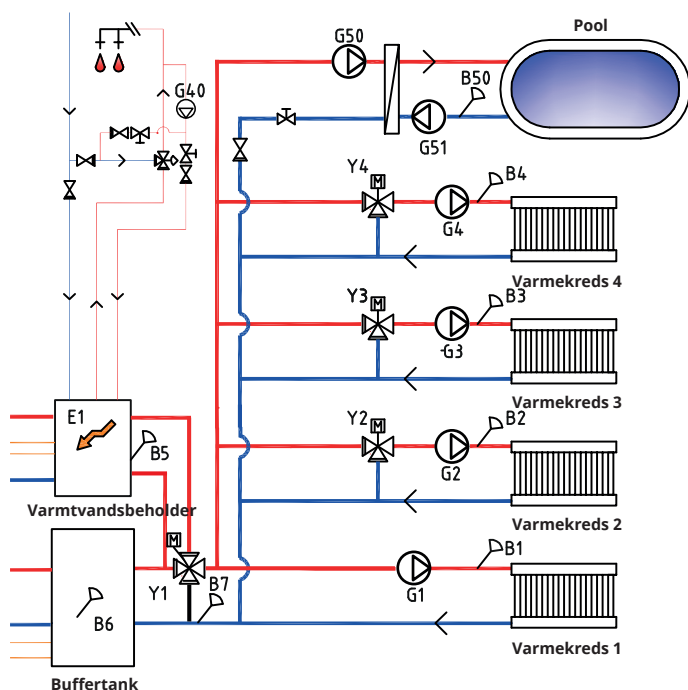 Pool
G50
B50
G40
G51
Y4
B4
G4
Varmekreds 4
Y3
B3
-G3
Varmekreds 3
E1
Y2
B2
B5
G2
Varmtvandsbeholder
Varmekreds 2
M
M
M
M
B1
Y1
B7
G1
B6
Varmekreds 1
Buffertank